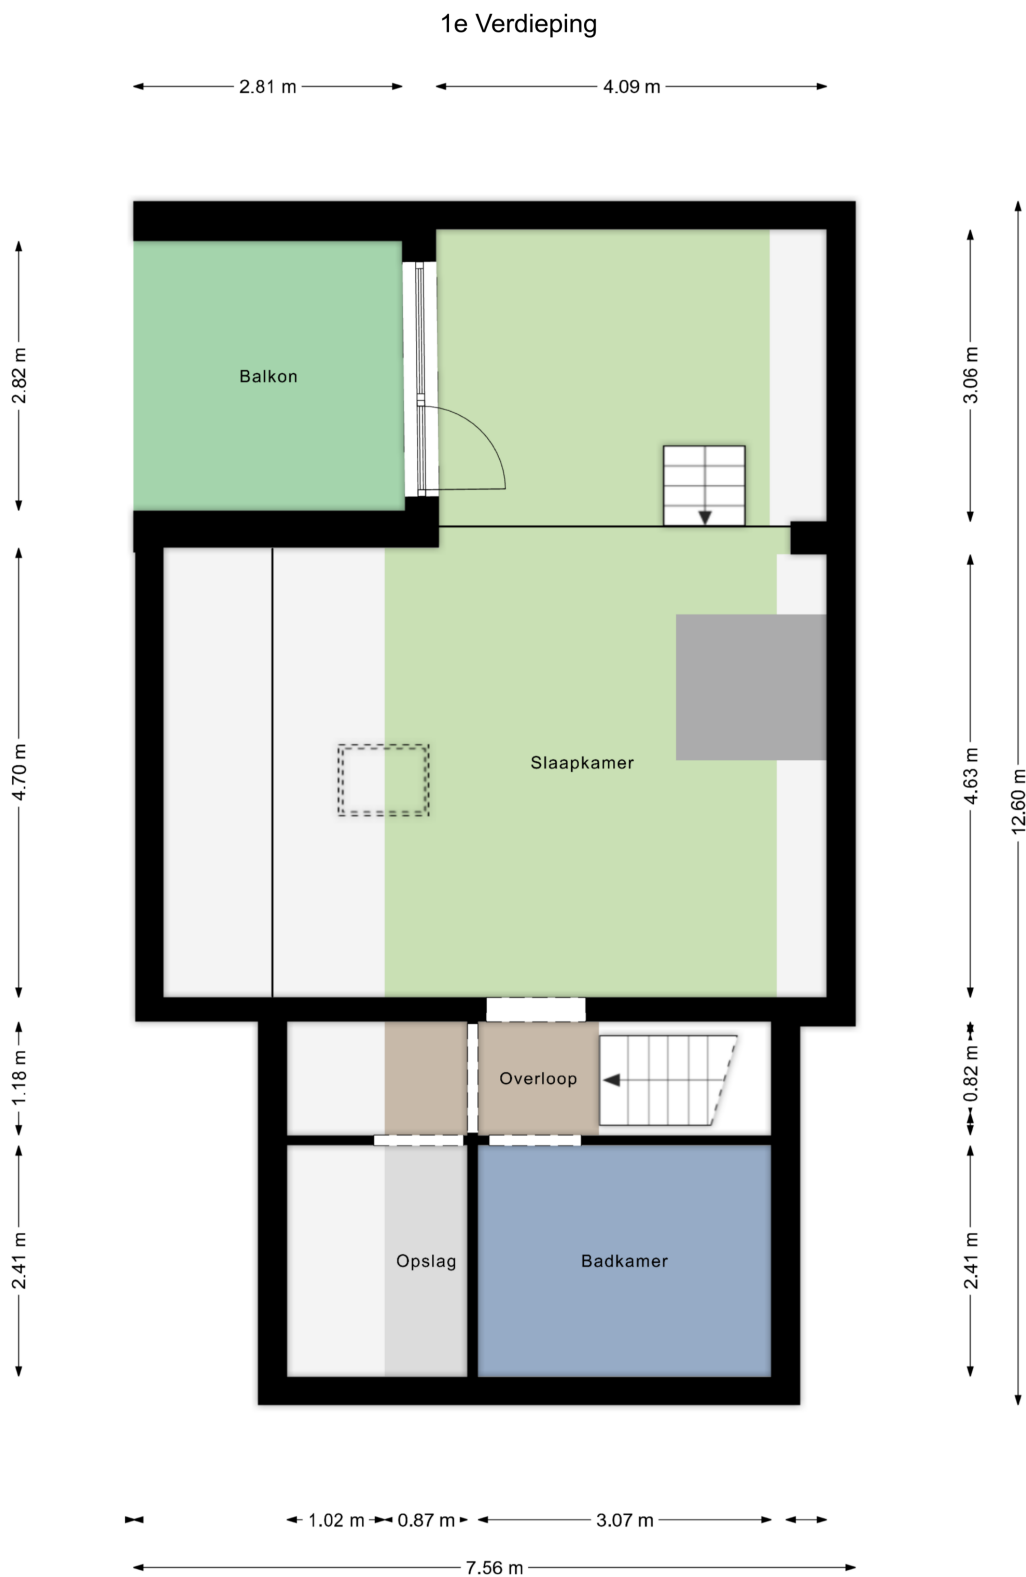 1e Verdieping
2.81 m
4.09 m
Balkon
2.82 m
3.06 m
Slaapkamer
4.70 m
4.63 m
12.60 m
Overloop
1.18 m
0.82 m
Opslag
Badkamer
2.41 m
2.41 m
1.02 m
0.87 m
3.07 m
7.56 m